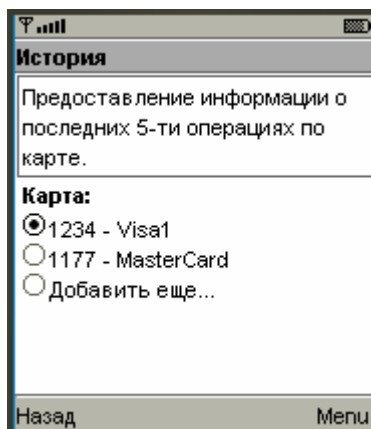 История
Предоставление информации о
последних 5-ти операциях по
карте.
Карта:
1234 - Visa1
1177 - MasterCard
Добавить еще...
Назад Menu